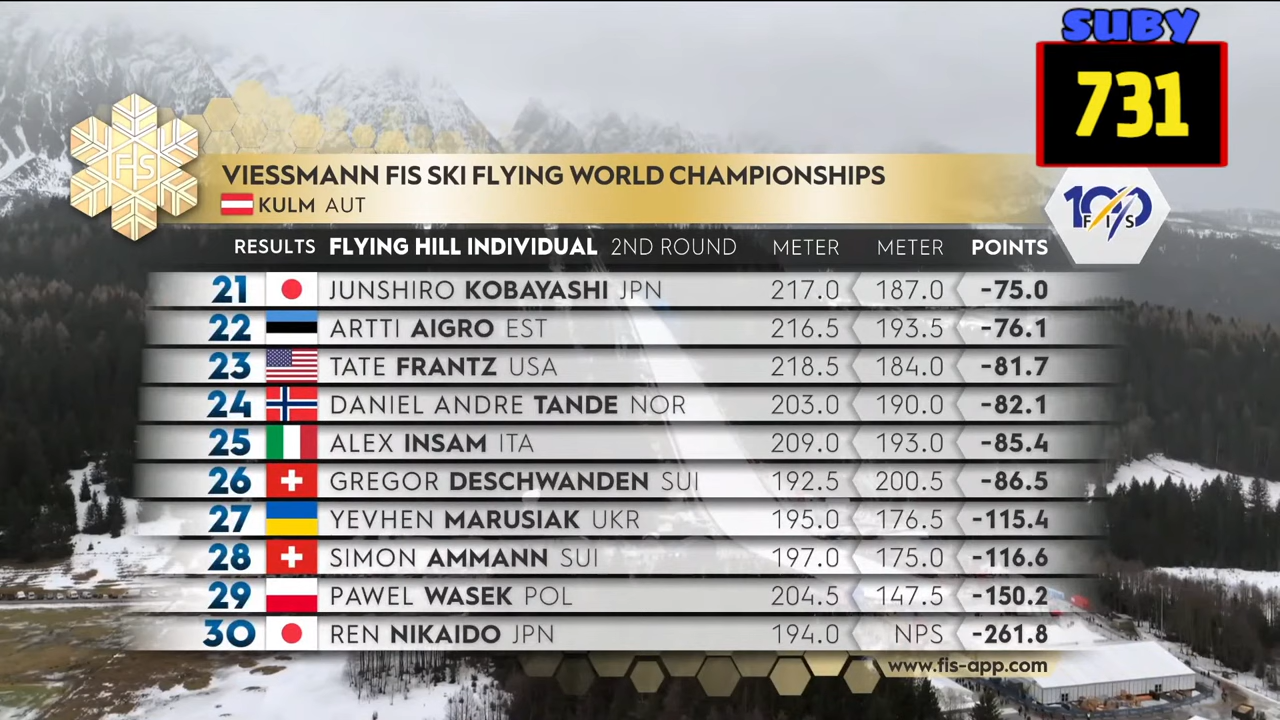 SUBY
731
FIS
VIESSMANN FIS SKI FLYING WORLD CHAMPIONSHIPS
KULM AUT
100
FIS
RESULTS FLYING HILL INDIVIDUAL 2ND ROUND METER METER POINTS
21 JUNSHIRO KOBAYASHI JPN 217.0 187.0 -75.0
22 ARTTI AIGRO EST 216.5 193.5 -76.1
23 TATE FRANTZ USA 218.5 184.0 -81.7
24 DANIEL ANDRE TANDE NOR 203.0 190.0 -82.1
25 ALEX INSAM ITA 209.0 193.0 -85.4
26 GREGOR DESCHWANDEN SUI 192.5 200.5 -86.5
27 YEVHEN MARUSIAK UKR 195.0 176.5 -115.4
28 SIMON AMMANN SUI 197.0 175.0 -116.6
29 PAWEL WASEK POL 204.5 147.5 -150.2
30 REN NIKAIDO JPN 194.0 NPS -261.8
www.fis-app.com